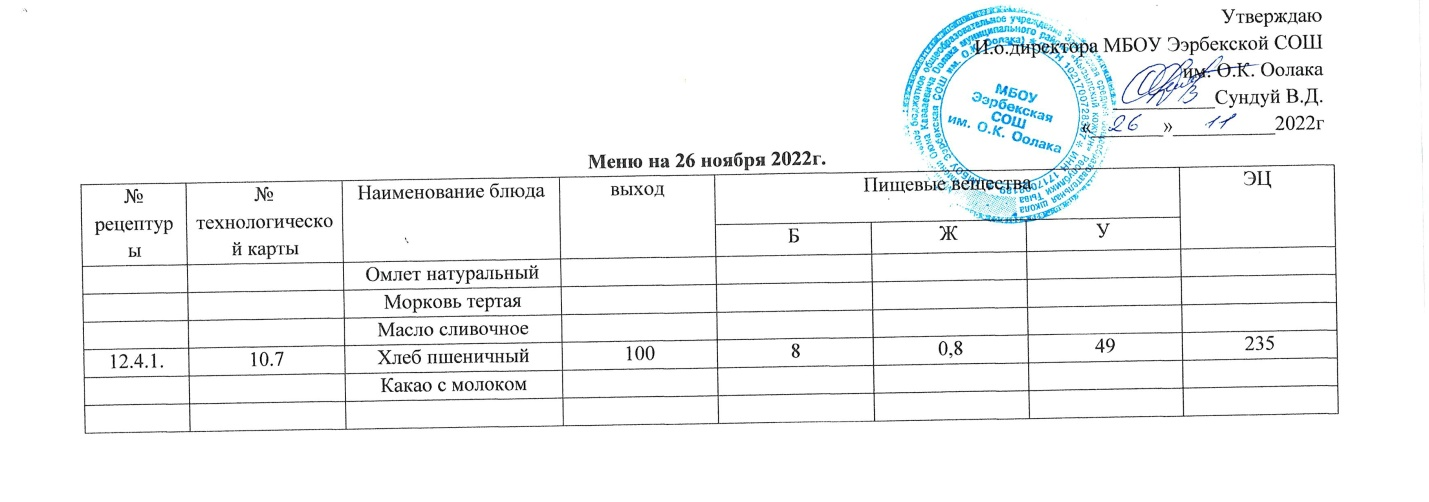 Утверждаю
И.о.директора МБОУ Ээрбекской СОШ
им. О.К. Оолака
Сундуй В.Д.
« 26 » 11 2022г
МБОУ
Ээрбекская
СОШ
им. О.К. Оолака
Меню на 26 ноября 2022г.
№ рецептур ы № технологическо й карты Наименование блюда выход Пищевые вещества ЭЦ
Б Ж У
Омлет натуральный
Морковь тертая
Масло сливочное
12.4.1. 10.7 Хлеб пшеничный 100 8 0,8 49 235
Какао с молоком